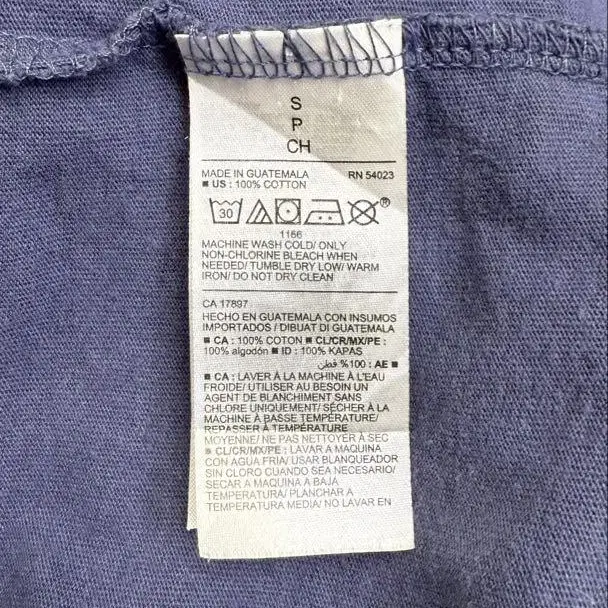 S
P
CH
MADE IN GUATEMALA RN 54023
■ US : 100% COTTON
30 ®
1166
MACHINE WASH COLD/ ONLY
NON-CHLORINE BLEACH WHEN
NEEDED/ TUMBLE DRY LOW/ WARM
IRON/ DO NOT DRY CLEAN
CA 17897
HECHO EN GUATEMALA CON INSUMOS
IMPORTADOS / DIBUAT DI GUATEMALA
■ CA : 100% COTON ■ CL/CR/MX/PE :
100% algodón ■ ID : 100% KAPAS
■ AE : %100 قطن
■ CA : LAVER À LA MACHINE À L'EAU
FROIDE/ UTILISER AU BESOIN UN
AGENT DE BLANCHIMENT SANS
CHLORE UNIQUEMENT/ SÉCHER À LA
MACHINE À BASSE TEMPÉRATURE/
REPASSER À TEMPÉRATURE
MOYENNE/ NE PAS NETTOYER À SEC
■ CL/CR/MX/PE : LAVAR A MAQUINA
CON AGUA FRIA/ USAR BLANQUEADOR
SIN CLORO CUANDO SEA NECESARIO/
SECAR A MAQUINA A BAJA
TEMPERATURA/ PLANCHAR A
TEMPERATURA MEDIA/ NO LAVAR EN